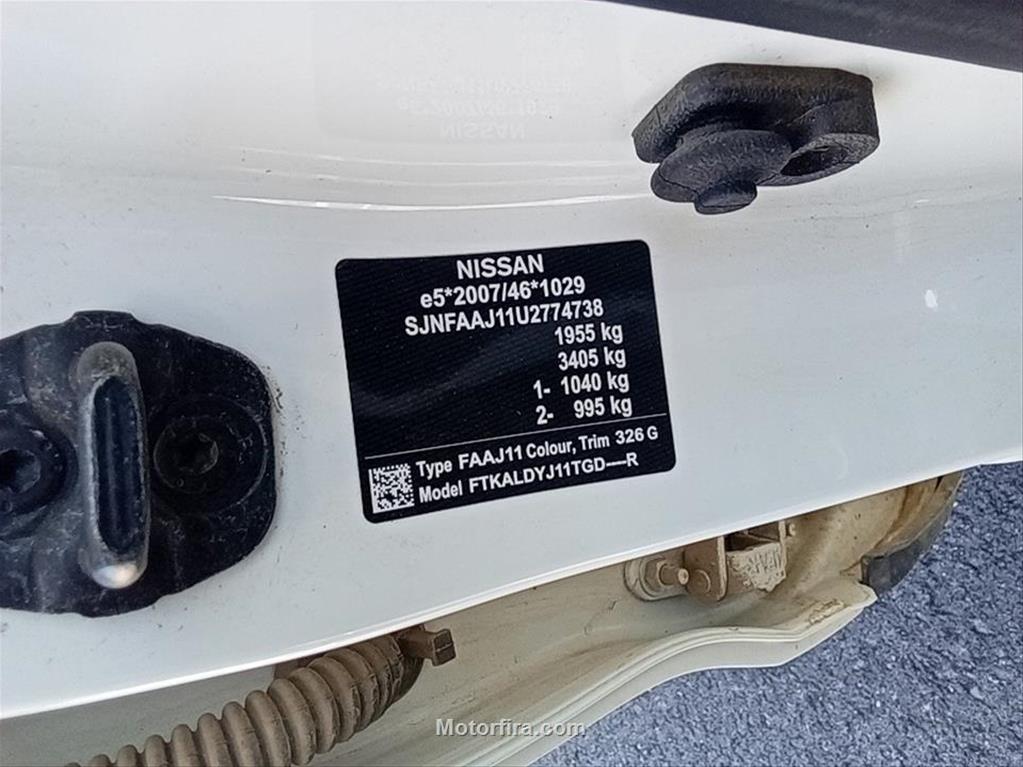 NISSAN
e5*2007/46*1029
SJNFAAJ11U2774738
1955 kg
3405 kg
1- 1040 kg
2- 995 kg
Type FAAJ11 Colour, Trim 326 G
Model FTKALDYJ11TGD----R
Motorfira.com